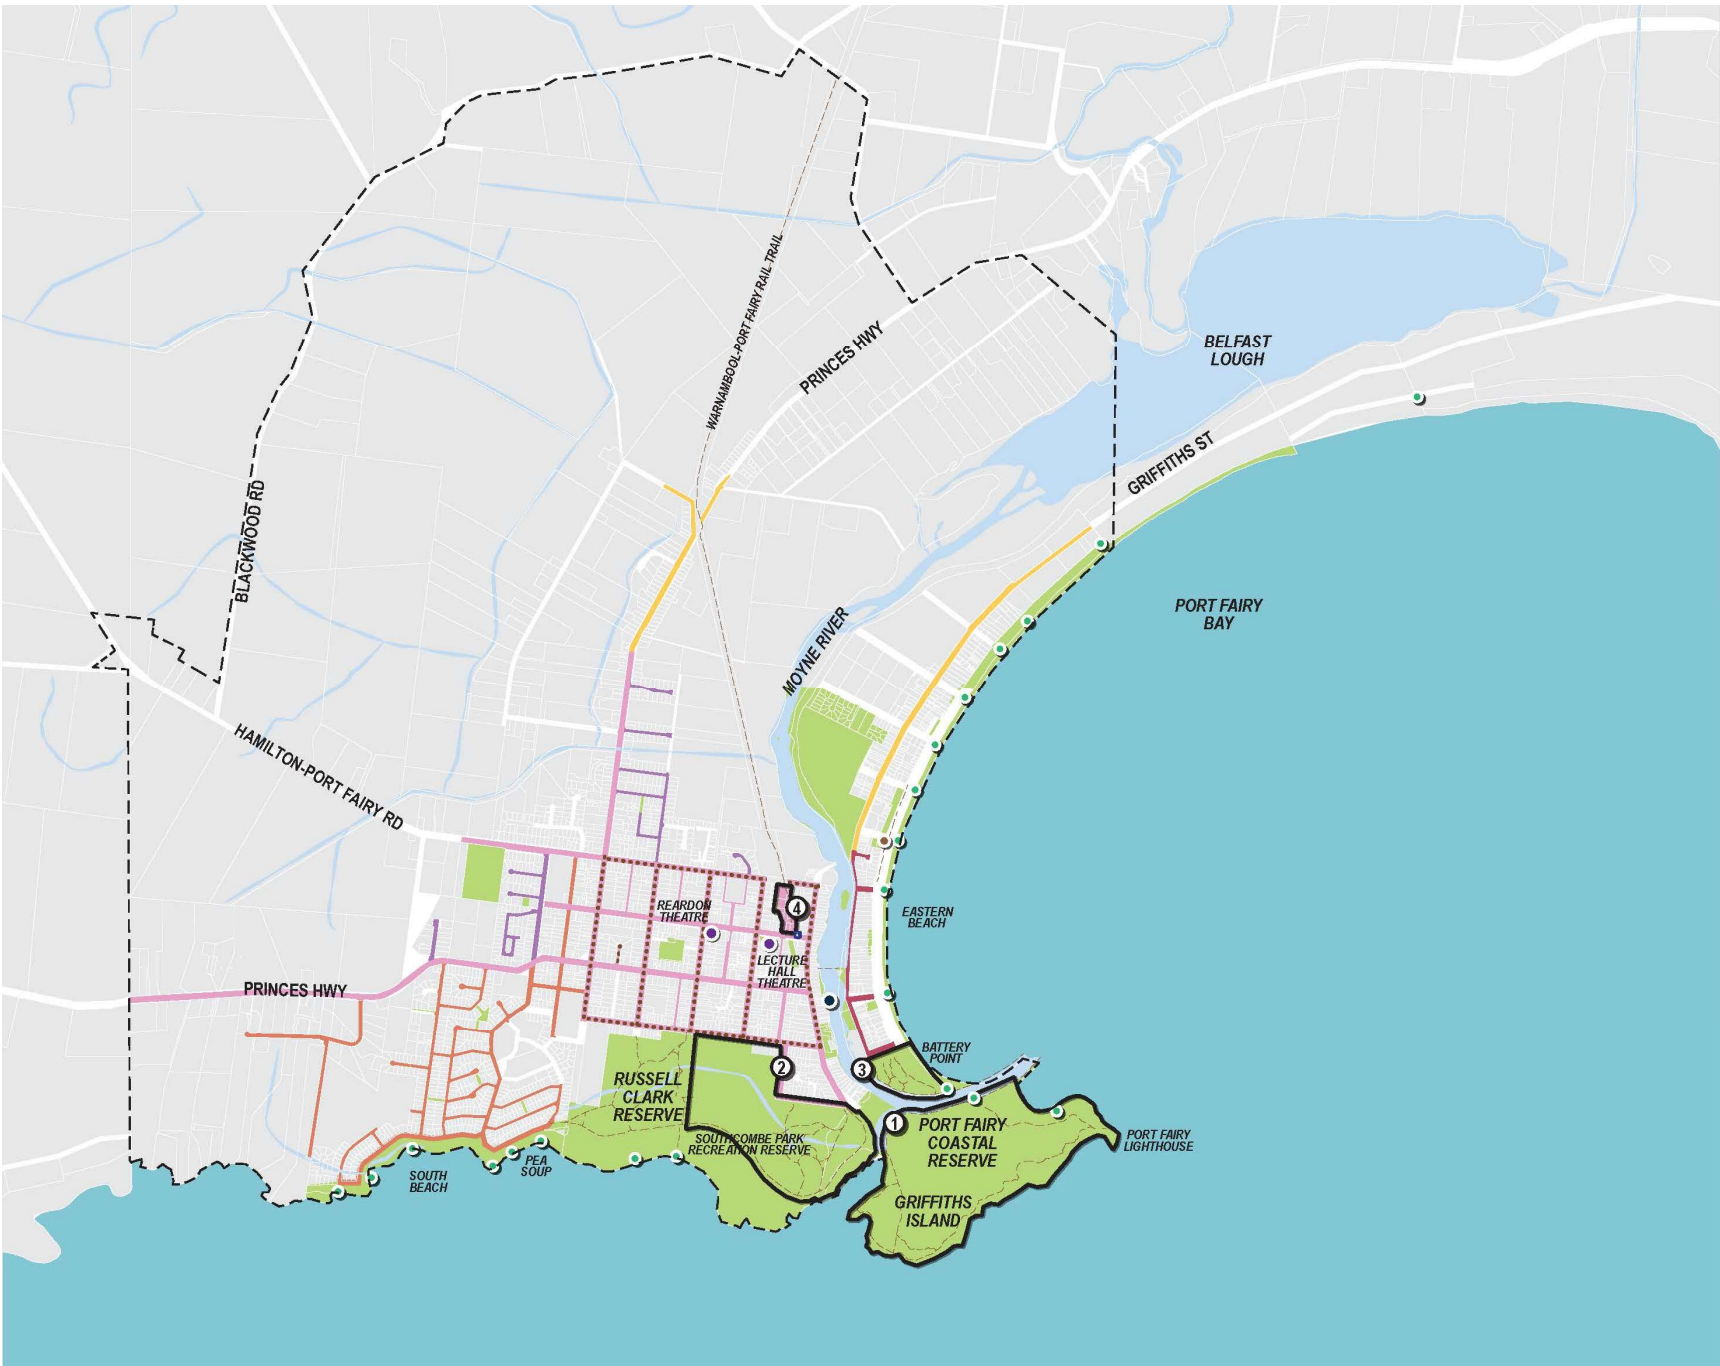 WARNAMBOOL-PORT FAIRY RAIL TRAIL
PRINCES HWY
BELFAST
LOUGH
GRIFFITHS ST
BLACKWOOD RD
PORT FAIRY
BAY
MOYNE RIVER
HAMILTON-PORT FAIRY RD
REARDON
THEATRE
4
EASTERN
BEACH
LECTURE
HALL
THEATRE
PRINCES HWY
BATTERY
POINT
2
3
RUSSELL
CLARK
RESERVE
1
PORT FAIRY
COASTAL
RESERVE
SOUTHCOMBE PARK
RECREATION RESERVE
PORT FAIRY
LIGHTHOUSE
PEA
SOUP
SOUTH
BEACH
GRIFFITHS
ISLAND